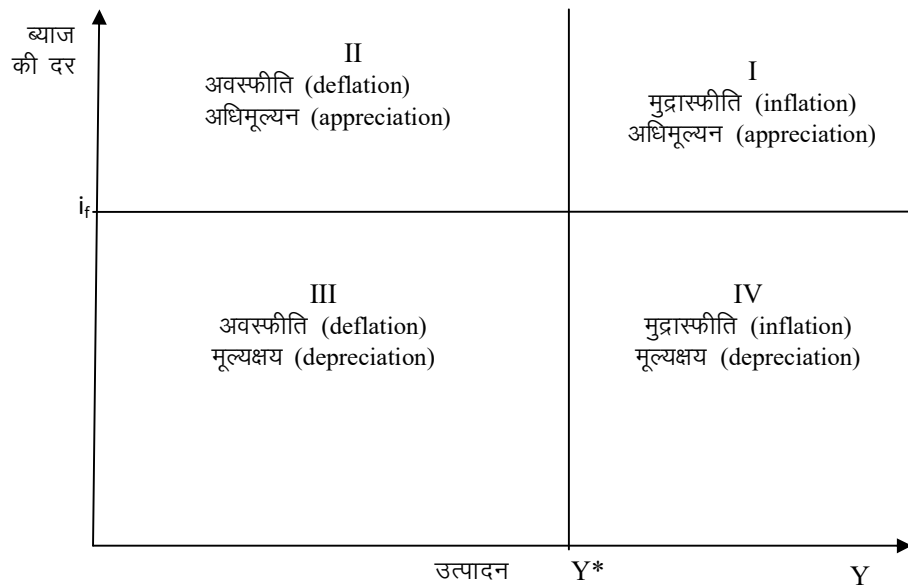 ब्याज
की दर
II
अवस्फीति (deflation)
अधिमूल्यन (appreciation)
I
मुद्रास्फीति (inflation)
अधिमूल्यन (appreciation)
if
III
अवस्फीति (deflation)
मूल्यक्षय (depreciation)
IV
मुद्रास्फीति (inflation)
मूल्यक्षय (depreciation)
उत्पादन Y* Y